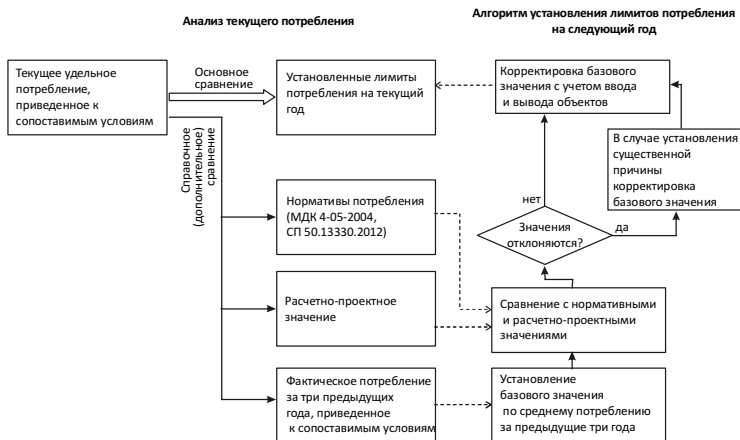 Анализ текущего потребления
Алгоритм установления лимитов потребления
на следующий год
Текущее удельное
потребление,
приведенное к
сопоставимым условиям
Основное
сравнение
Установленные лимиты
потребления на текущий
год
Корректировка базового
значения с учетом ввода
и вывода объектов
В случае установления
существенной
причины
корректировка
базового значения
Справочное
(дополнительное)
сравнение
Нормативы потребления
(МДК 4-05-2004,
СП 50.13330.2012)
нет
Значения
отклоняются?
да
Расчетно-проектное
значение
Сравнение с нормативными
и расчетно-проектными
значениями
Фактическое потребление
за три предыдущих
года, приведенное
к сопоставимым условиям
Установление
базового значения
по среднему потреблению
за предыдущие три года